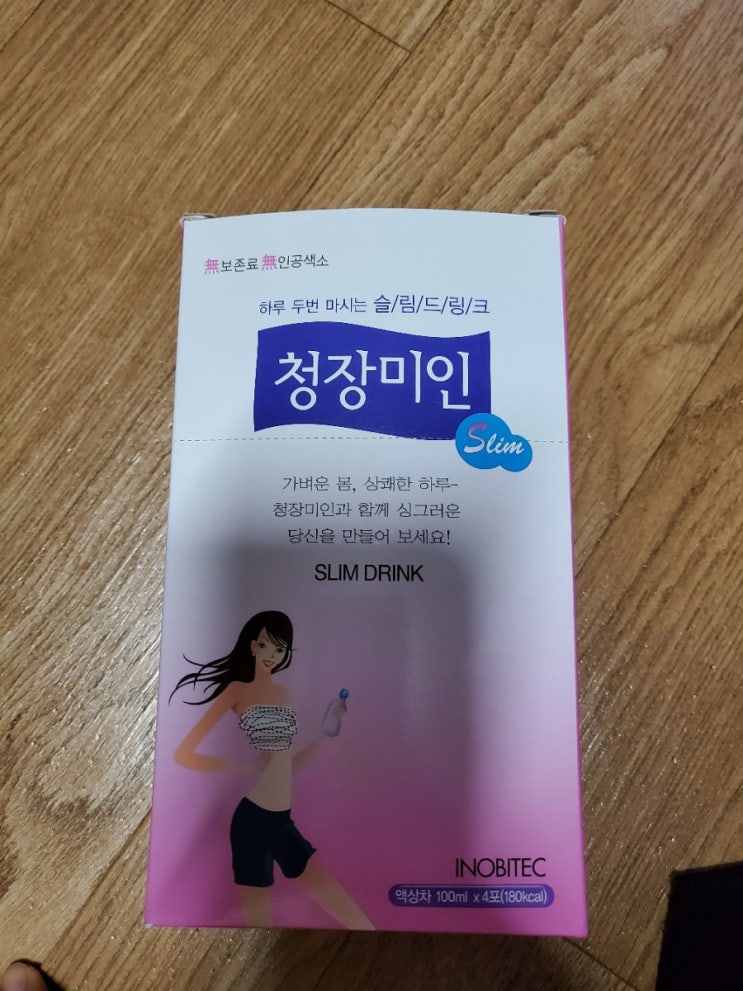 無보존료 無인공색소
하루 두번 마시는 슬/림/드/링/크
청장미인
Slim
가벼운 몸, 상쾌한 하루-
청장미인과 함께 싱그러운
당신을 만들어 보세요!
SLIM DRINK
INOBITEC
액상차 100ml x 4포(180kcal)